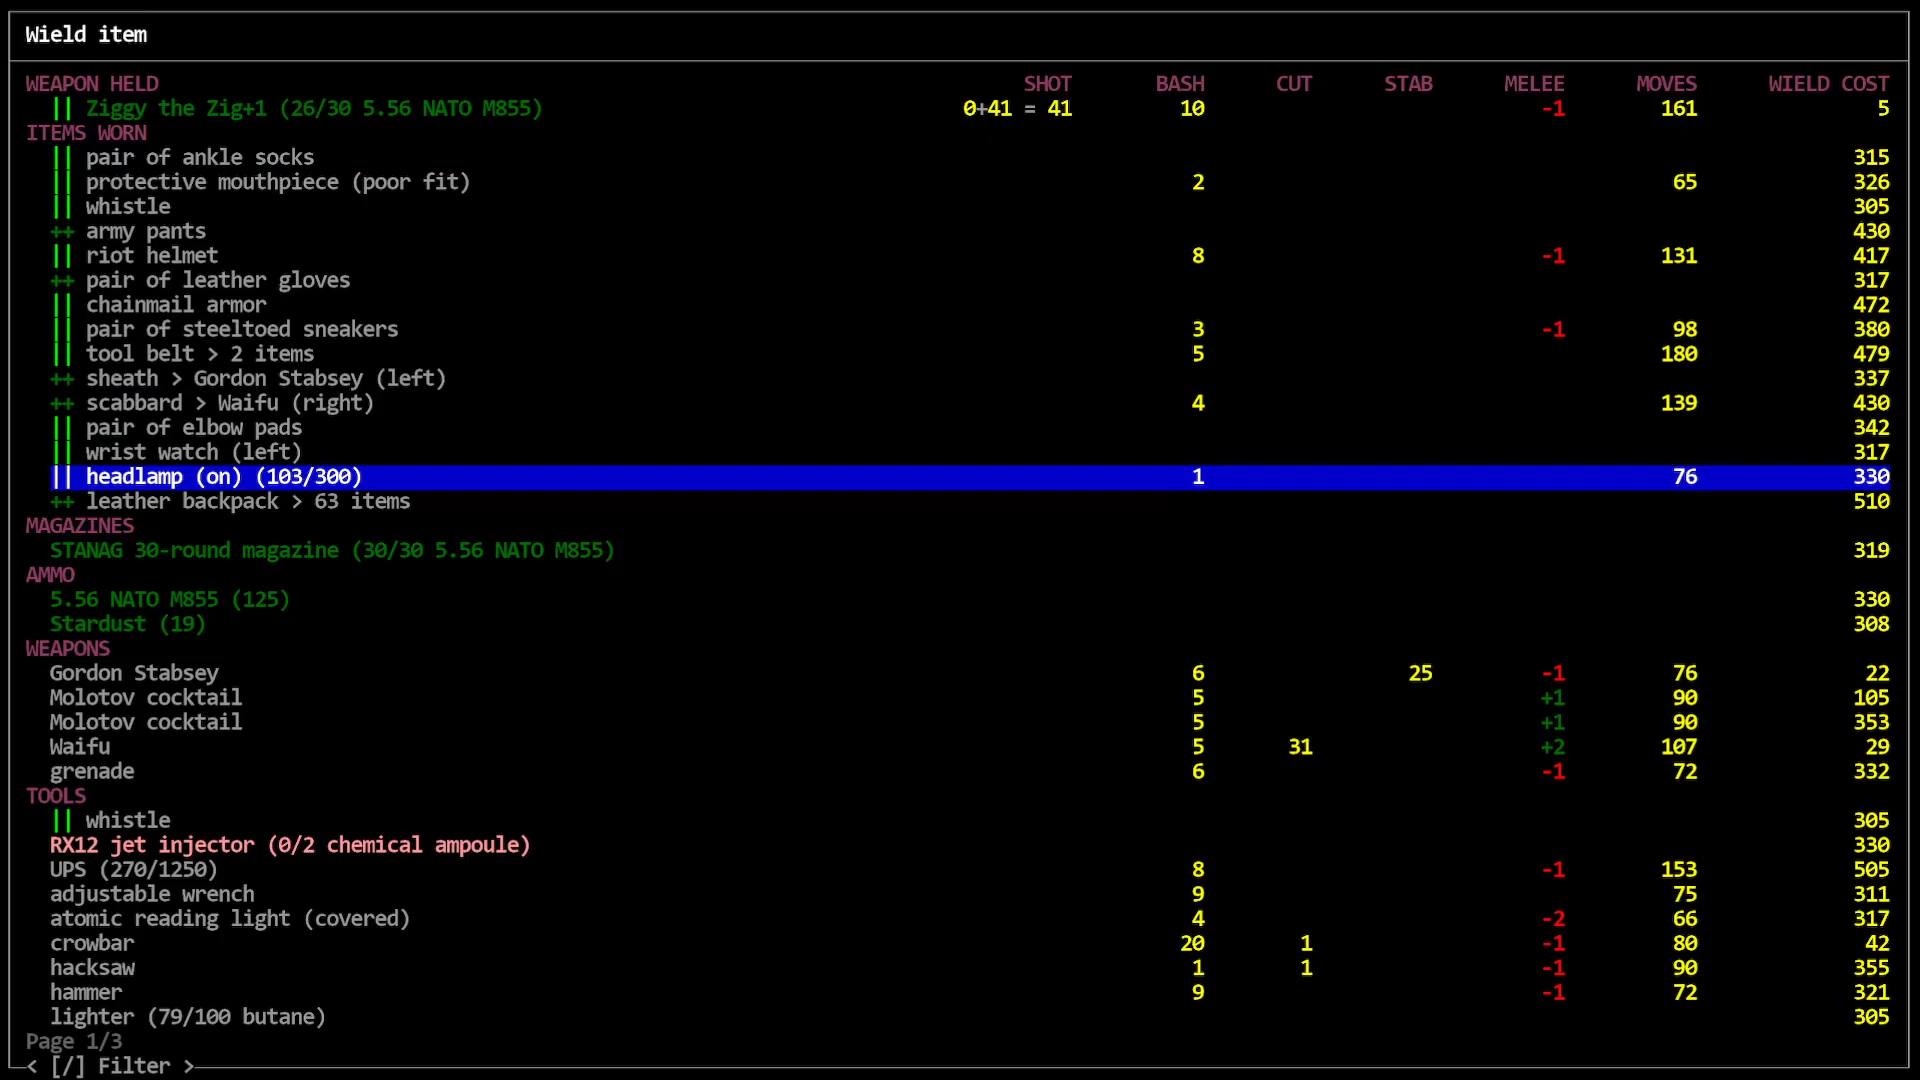 Wield item
WEAPON HELD SHOT BASH CUT STAB MELEE MOVES WIELD COST
|| Ziggy the Zig+1 (26/30 5.56 NATO M855) 0+41 = 41 10 -1 161 5
ITEMS WORN
|| pair of ankle socks 315
|| protective mouthpiece (poor fit) 2 65 326
|| whistle 305
++ army pants 430
|| riot helmet 8 -1 131 417
++ pair of leather gloves 317
|| chainmail armor 472
|| pair of steeltoed sneakers 3 -1 98 380
|| tool belt > 2 items 5 180 479
++ sheath > Gordon Stabsey (left) 337
++ scabbard > Waifu (right) 4 139 430
|| pair of elbow pads 342
|| wrist watch (left) 317
|| headlamp (on) (103/300) 1 76 330
++ leather backpack > 63 items 510
MAGAZINES
STANAG 30-round magazine (30/30 5.56 NATO M855) 319
AMMO
5.56 NATO M855 (125) 330
Stardust (19) 308
WEAPONS
Gordon Stabsey 6 25 -1 76 22
Molotov cocktail 5 +1 90 105
Molotov cocktail 5 +1 90 353
Waifu 5 31 +2 107 29
grenade 6 -1 72 332
TOOLS
|| whistle 305
RX12 jet injector (0/2 chemical ampoule) 330
UPS (270/1250) 8 -1 153 505
adjustable wrench 9 75 311
atomic reading light (covered) 4 -2 66 317
crowbar 20 1 -1 80 42
hacksaw 1 1 -1 90 355
hammer 9 -1 72 321
lighter (79/100 butane) 305
Page 1/3
< [/] Filter >